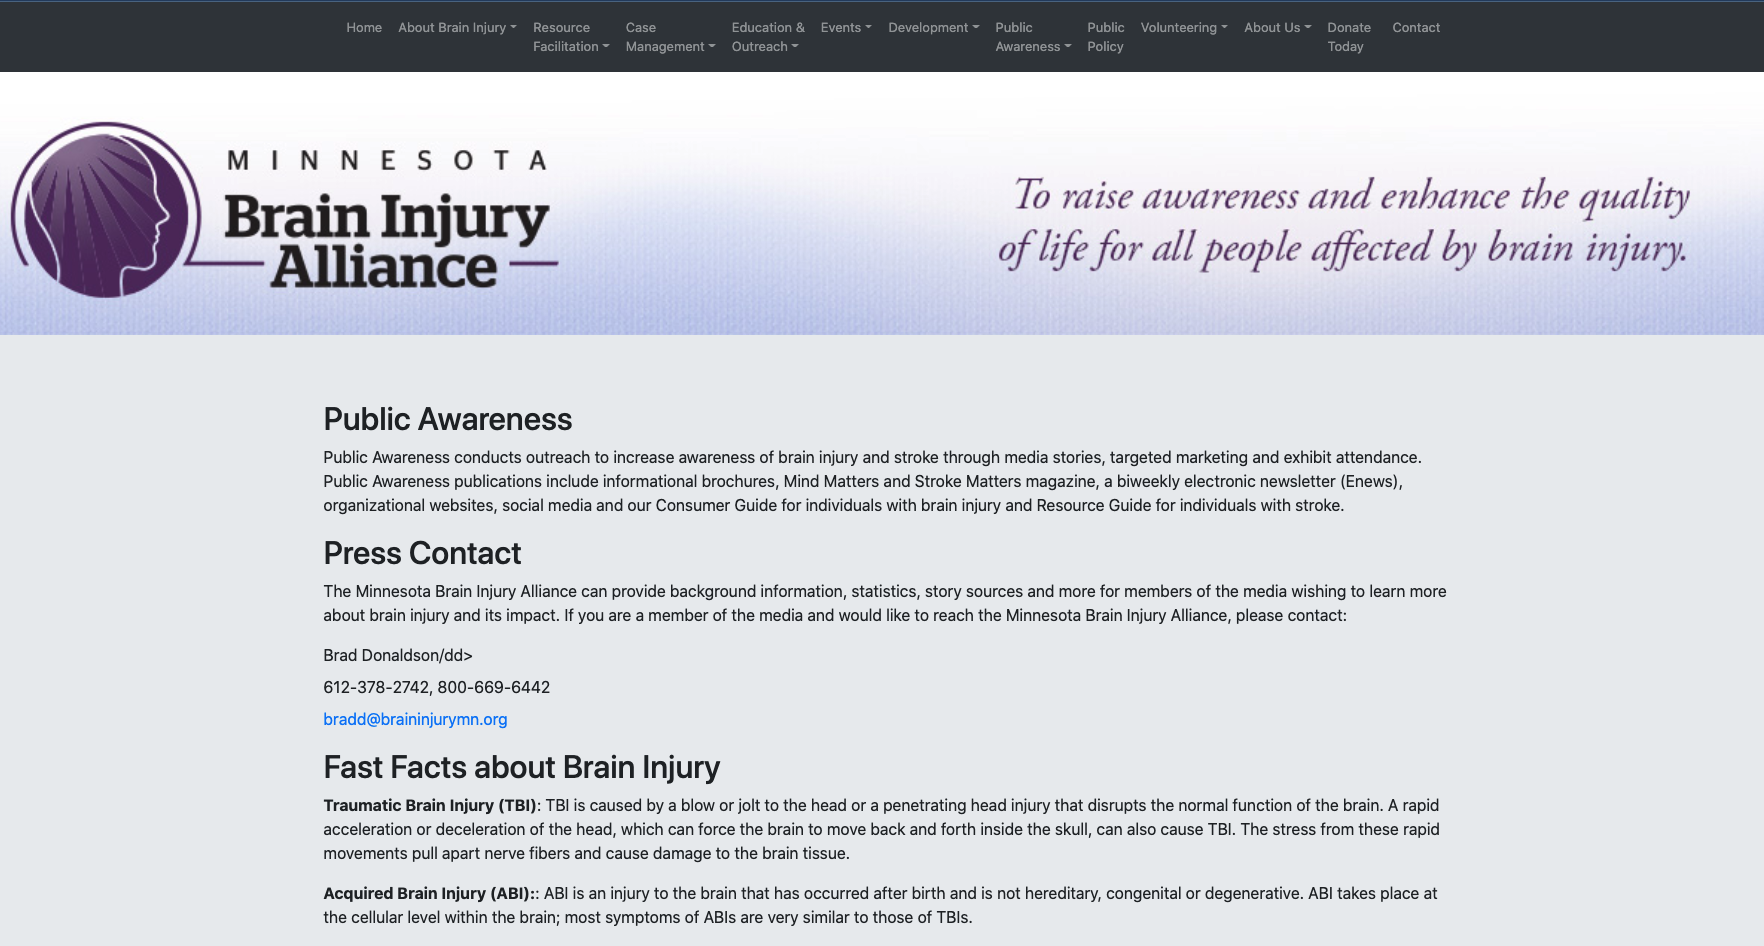 Home
About Brain Injury
Resource
Facilitation
Case
Management
Education &
Outreach
Events
Development
Public
Awareness
Public
Policy
Volunteering
About Us
Donate
Today
Contact
MINNESOTA
Brain Injury
Alliance
To raise awareness and enhance the quality
of life for all people affected by brain injury.
Public Awareness
Public Awareness conducts outreach to increase awareness of brain injury and stroke through media stories, targeted marketing and exhibit attendance.
Public Awareness publications include informational brochures, Mind Matters and Stroke Matters magazine, a biweekly electronic newsletter (Enews),
organizational websites, social media and our Consumer Guide for individuals with brain injury and Resource Guide for individuals with stroke.
Press Contact
The Minnesota Brain Injury Alliance can provide background information, statistics, story sources and more for members of the media wishing to learn more
about brain injury and its impact. If you are a member of the media and would like to reach the Minnesota Brain Injury Alliance, please contact:
Brad Donaldson/dd>
612-378-2742, 800-669-6442
bradd@braininjurymn.org
Fast Facts about Brain Injury
Traumatic Brain Injury (TBI): TBI is caused by a blow or jolt to the head or a penetrating head injury that disrupts the normal function of the brain. A rapid
acceleration or deceleration of the head, which can force the brain to move back and forth inside the skull, can also cause TBI. The stress from these rapid
movements pull apart nerve fibers and cause damage to the brain tissue.
Acquired Brain Injury (ABI):: ABI is an injury to the brain that has occurred after birth and is not hereditary, congenital or degenerative. ABI takes place at
the cellular level within the brain; most symptoms of ABIs are very similar to those of TBIs.